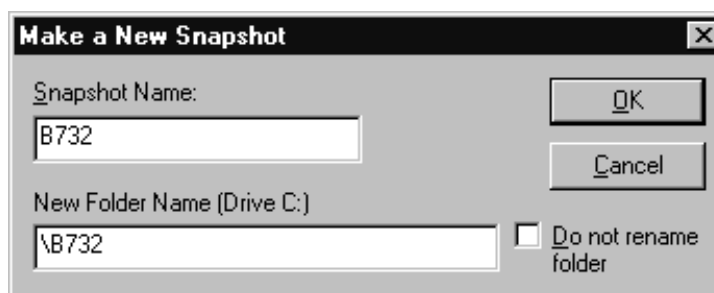 Make a New Snapshot
Snapshot Name:
B732
OK
Cancel
New Folder Name (Drive C:)
\B732
Do not rename
folder